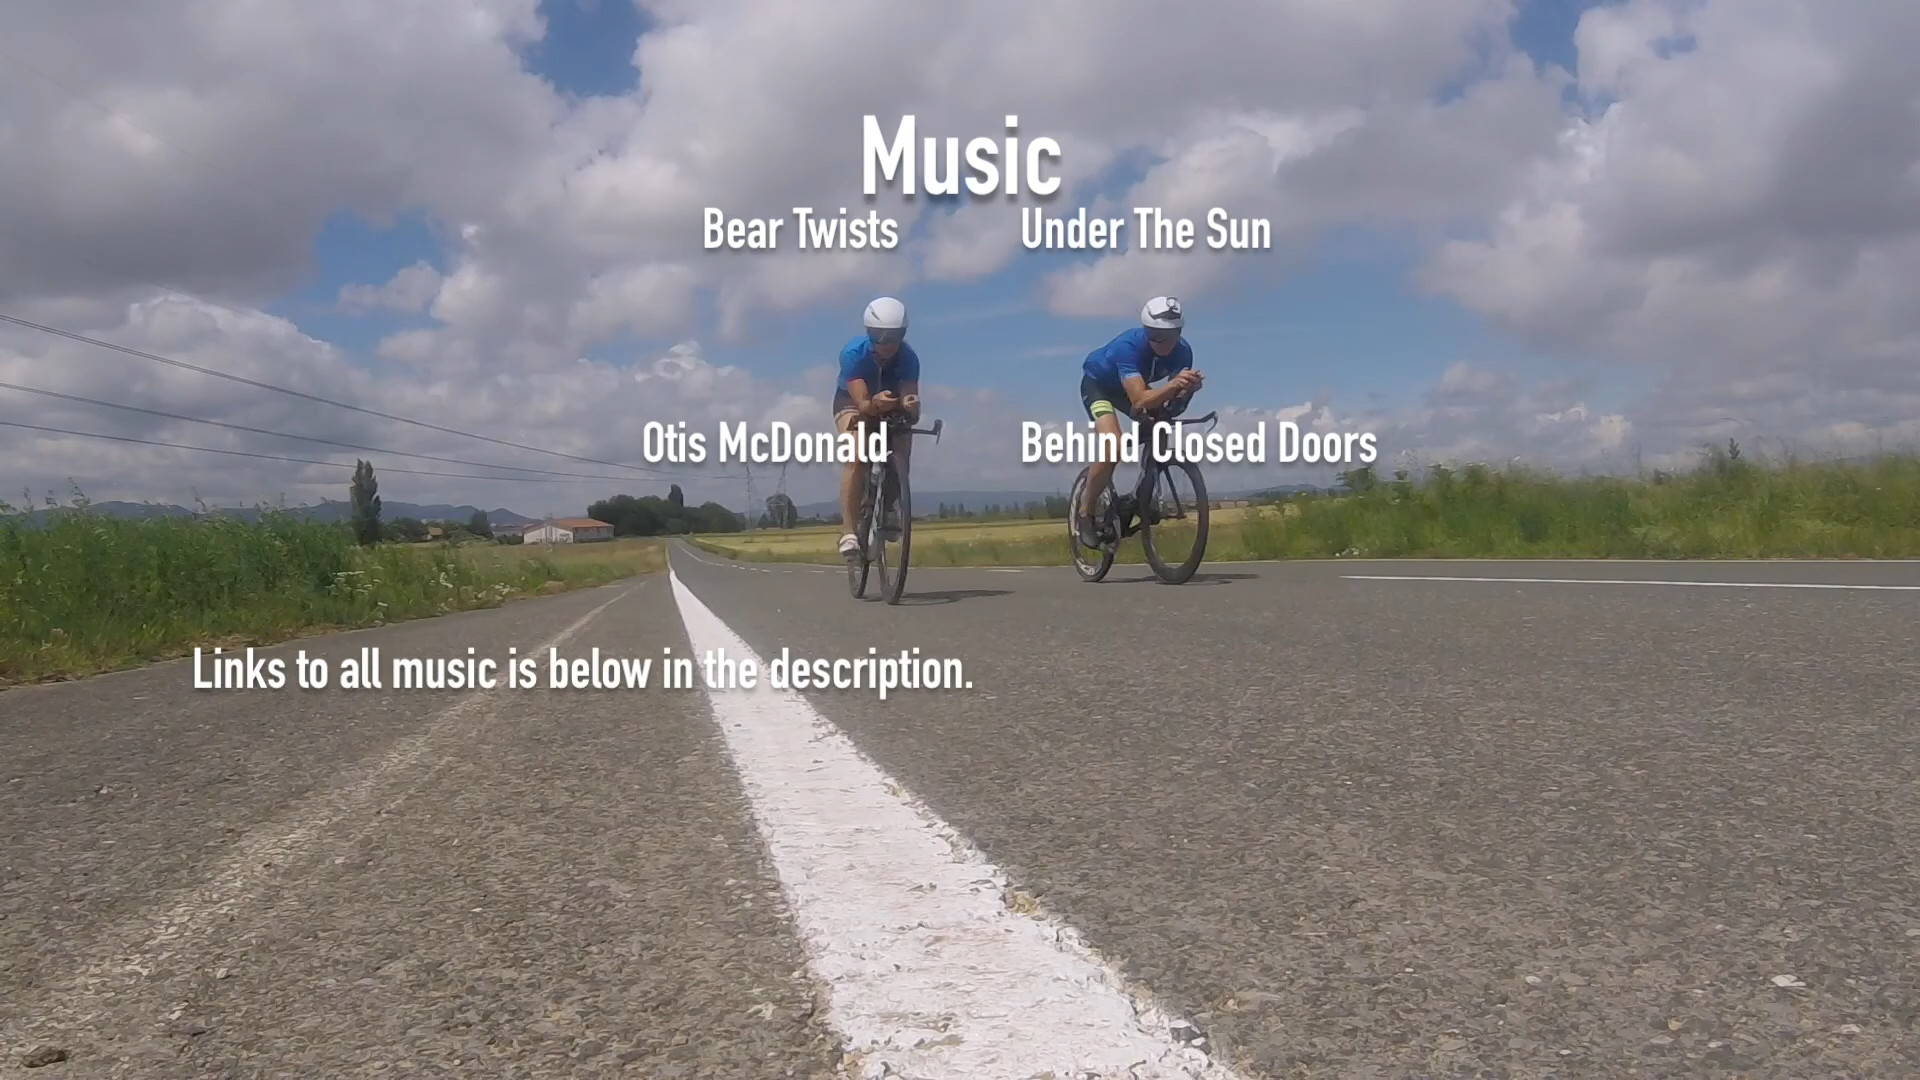 Music
Bear Twists Under The Sun
Otis McDonald Behind Closed Doors
Links to all music is below in the description.